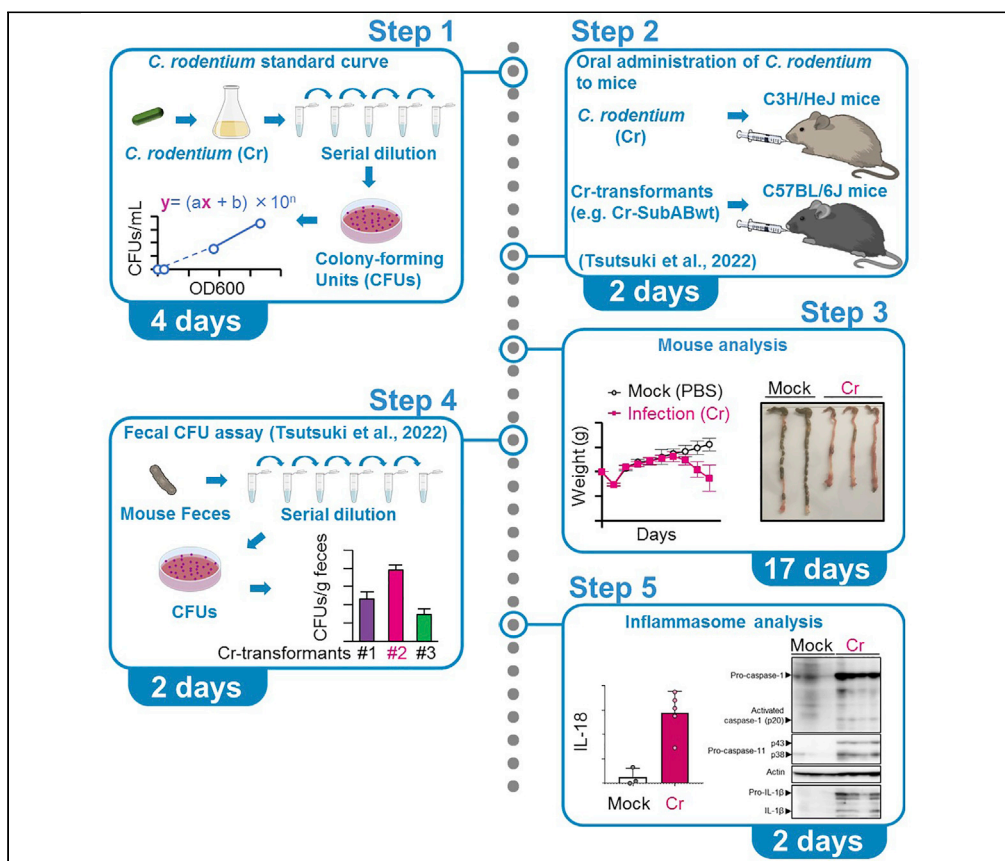 Step 1
C. rodentium standard curve
C. rodentium (Cr)
Serial dilution
y= (ax + b) × 10ⁿ
CFUs/mL
OD600
Colony-forming
Units (CFUs)
4 days
Step 2
Oral administration of C. rodentium
to mice
C3H/HeJ mice
C. rodentium
(Cr)
C57BL/6J mice
Cr-transformants
(e.g. Cr-SubABwt)
(Tsutsuki et al., 2022)
2 days
Step 3
Mouse analysis
Mock (PBS)
Infection (Cr)
Weight (g)
Days
Mock Cr
17 days
Step 4
Fecal CFU assay (Tsutsuki et al., 2022)
Mouse Feces
Serial dilution
CFUs
CFUs/g feces
Cr-transformants #1 #2 #3
2 days
Step 5
Inflammasome analysis
IL-18
Mock Cr
Mock Cr
Pro-caspase-1
Activated
caspase-1 (p20)
Pro-caspase-11
p43
p38
Actin
Pro-IL-1β
IL-1β
2 days